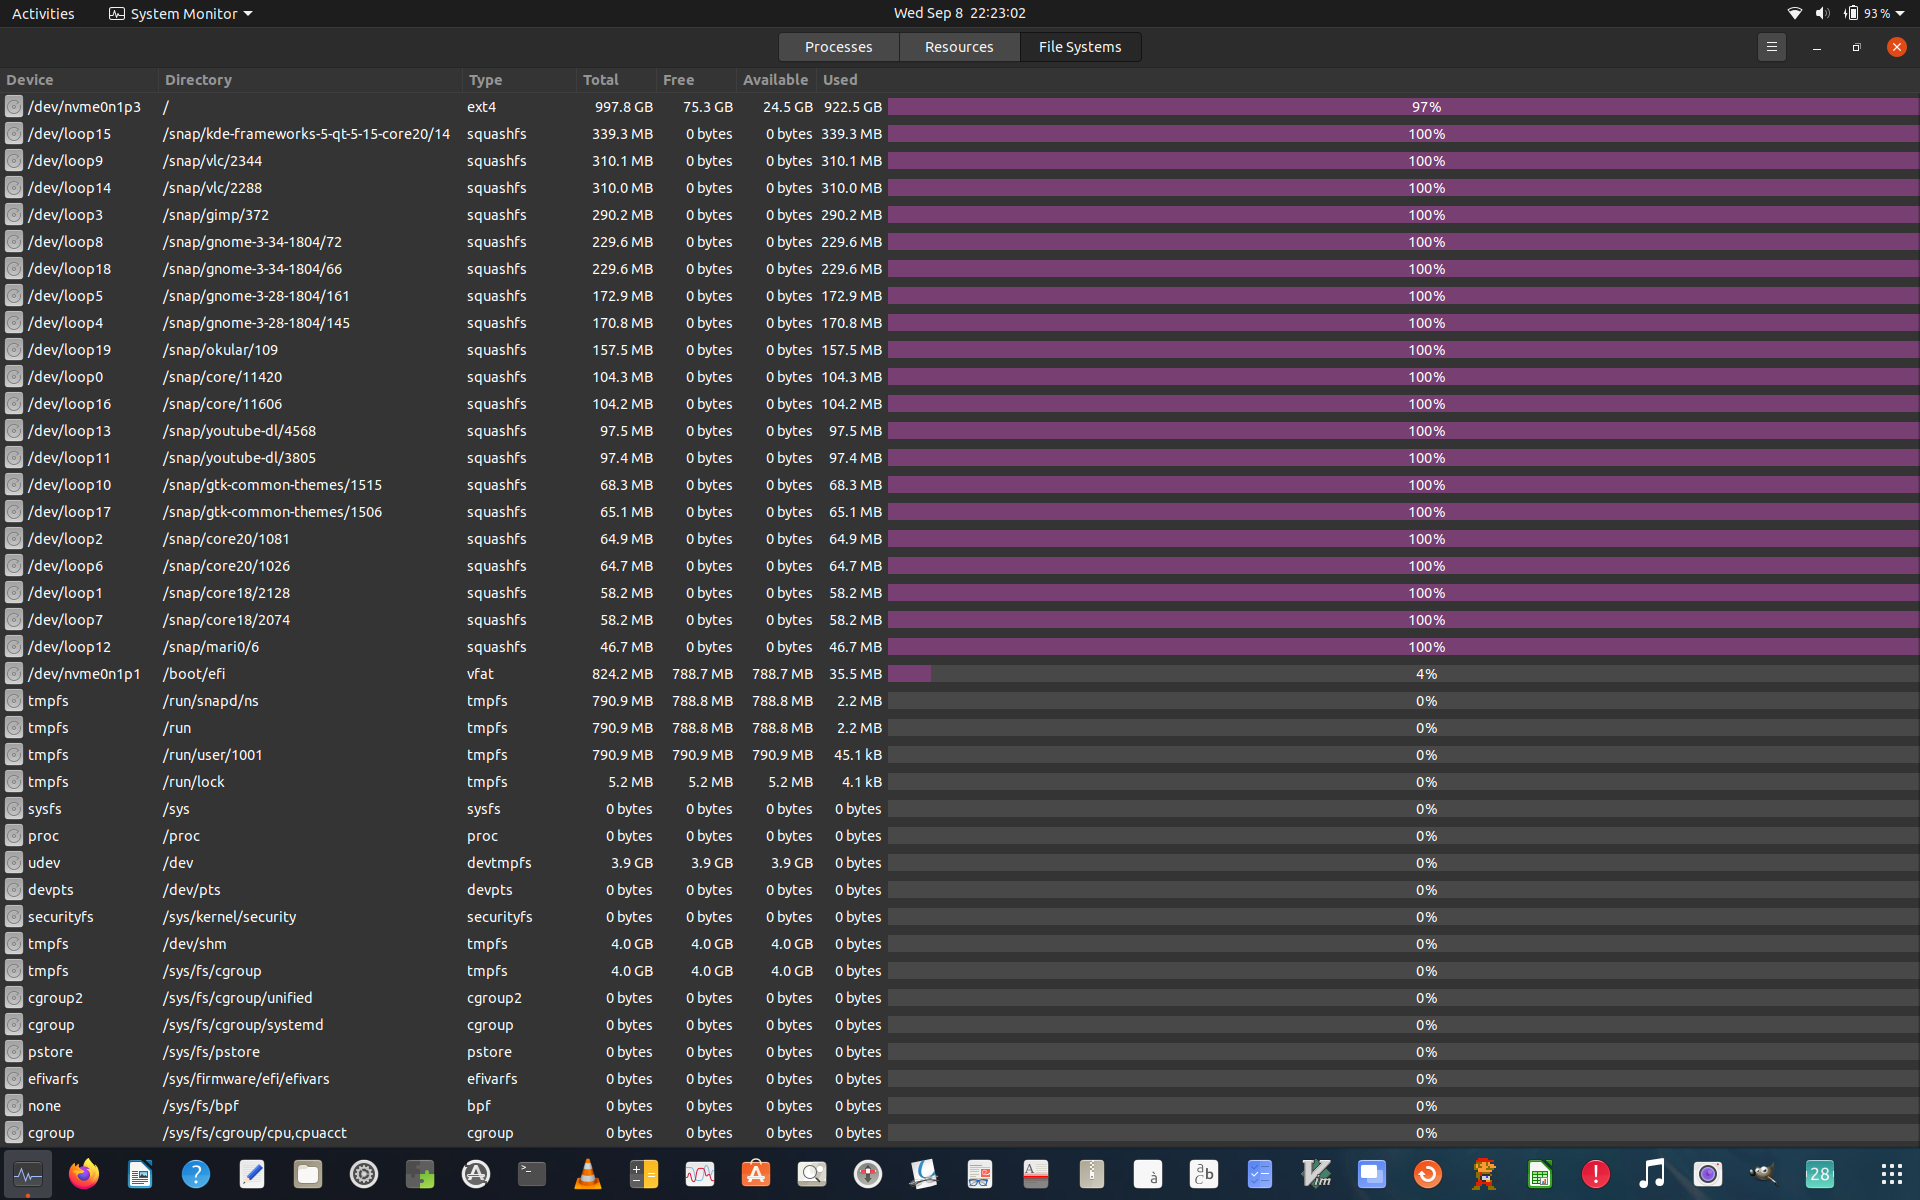 Activities System Monitor Wed Sep 8 22:23:02 93 %
Processes Resources File Systems
Device Directory Type Total Free Available Used
/dev/nvme0n1p3 / ext4 997.8 GB 75.3 GB 24.5 GB 922.5 GB 97%
/dev/loop15 /snap/kde-frameworks-5-qt-5-15-core20/14 squashfs 339.3 MB 0 bytes 0 bytes 339.3 MB 100%
/dev/loop9 /snap/vlc/2344 squashfs 310.1 MB 0 bytes 0 bytes 310.1 MB 100%
/dev/loop14 /snap/vlc/2288 squashfs 310.0 MB 0 bytes 0 bytes 310.0 MB 100%
/dev/loop3 /snap/gimp/372 squashfs 290.2 MB 0 bytes 0 bytes 290.2 MB 100%
/dev/loop8 /snap/gnome-3-34-1804/72 squashfs 229.6 MB 0 bytes 0 bytes 229.6 MB 100%
/dev/loop18 /snap/gnome-3-34-1804/66 squashfs 229.6 MB 0 bytes 0 bytes 229.6 MB 100%
/dev/loop5 /snap/gnome-3-28-1804/161 squashfs 172.9 MB 0 bytes 0 bytes 172.9 MB 100%
/dev/loop4 /snap/gnome-3-28-1804/145 squashfs 170.8 MB 0 bytes 0 bytes 170.8 MB 100%
/dev/loop19 /snap/okular/109 squashfs 157.5 MB 0 bytes 0 bytes 157.5 MB 100%
/dev/loop0 /snap/core/11420 squashfs 104.3 MB 0 bytes 0 bytes 104.3 MB 100%
/dev/loop16 /snap/core/11606 squashfs 104.2 MB 0 bytes 0 bytes 104.2 MB 100%
/dev/loop13 /snap/youtube-dl/4568 squashfs 97.5 MB 0 bytes 0 bytes 97.5 MB 100%
/dev/loop11 /snap/youtube-dl/3805 squashfs 97.4 MB 0 bytes 0 bytes 97.4 MB 100%
/dev/loop10 /snap/gtk-common-themes/1515 squashfs 68.3 MB 0 bytes 0 bytes 68.3 MB 100%
/dev/loop17 /snap/gtk-common-themes/1506 squashfs 65.1 MB 0 bytes 0 bytes 65.1 MB 100%
/dev/loop2 /snap/core20/1081 squashfs 64.9 MB 0 bytes 0 bytes 64.9 MB 100%
/dev/loop6 /snap/core20/1026 squashfs 64.7 MB 0 bytes 0 bytes 64.7 MB 100%
/dev/loop1 /snap/core18/2128 squashfs 58.2 MB 0 bytes 0 bytes 58.2 MB 100%
/dev/loop7 /snap/core18/2074 squashfs 58.2 MB 0 bytes 0 bytes 58.2 MB 100%
/dev/loop12 /snap/mari0/6 squashfs 46.7 MB 0 bytes 0 bytes 46.7 MB 100%
/dev/nvme0n1p1 /boot/efi vfat 824.2 MB 788.7 MB 788.7 MB 35.5 MB 4%
tmpfs /run/snapd/ns tmpfs 790.9 MB 788.8 MB 788.8 MB 2.2 MB 0%
tmpfs /run tmpfs 790.9 MB 788.8 MB 788.8 MB 2.2 MB 0%
tmpfs /run/user/1001 tmpfs 790.9 MB 790.9 MB 790.9 MB 45.1 kB 0%
tmpfs /run/lock tmpfs 5.2 MB 5.2 MB 5.2 MB 4.1 kB 0%
sysfs /sys sysfs 0 bytes 0 bytes 0 bytes 0 bytes 0%
proc /proc proc 0 bytes 0 bytes 0 bytes 0 bytes 0%
udev /dev devtmpfs 3.9 GB 3.9 GB 3.9 GB 0 bytes 0%
devpts /dev/pts devpts 0 bytes 0 bytes 0 bytes 0 bytes 0%
securityfs /sys/kernel/security securityfs 0 bytes 0 bytes 0 bytes 0 bytes 0%
tmpfs /dev/shm tmpfs 4.0 GB 4.0 GB 4.0 GB 0 bytes 0%
tmpfs /sys/fs/cgroup tmpfs 4.0 GB 4.0 GB 4.0 GB 0 bytes 0%
cgroup2 /sys/fs/cgroup/unified cgroup2 0 bytes 0 bytes 0 bytes 0 bytes 0%
cgroup /sys/fs/cgroup/systemd cgroup 0 bytes 0 bytes 0 bytes 0 bytes 0%
pstore /sys/fs/pstore pstore 0 bytes 0 bytes 0 bytes 0 bytes 0%
efivarfs /sys/firmware/efi/efivars efivarfs 0 bytes 0 bytes 0 bytes 0 bytes 0%
none /sys/fs/bpf bpf 0 bytes 0 bytes 0 bytes 0 bytes 0%
cgroup /sys/fs/cgroup/cpu,cpuacct cgroup 0 bytes 0 bytes 0 bytes 0 bytes 0%
28